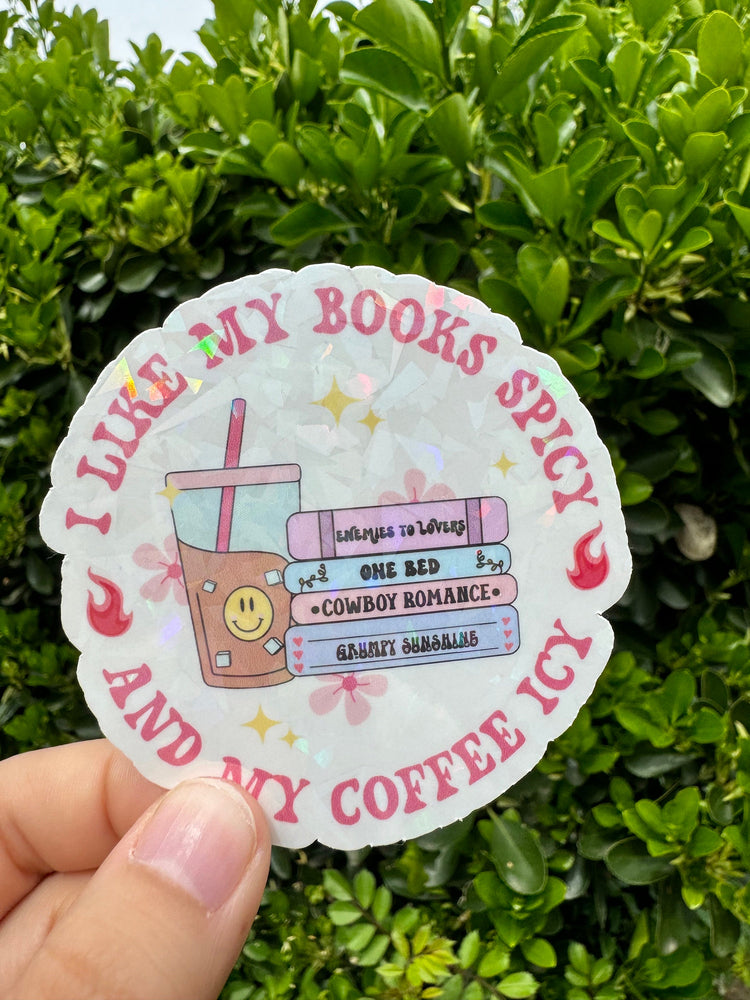 I LIKE MY BOOKS SPICY
ENEMIES TO LOVERS
ONE BED
•COWBOY ROMANCE•
GRUMPY SUNSHINE
AND MY COFFEE ICY